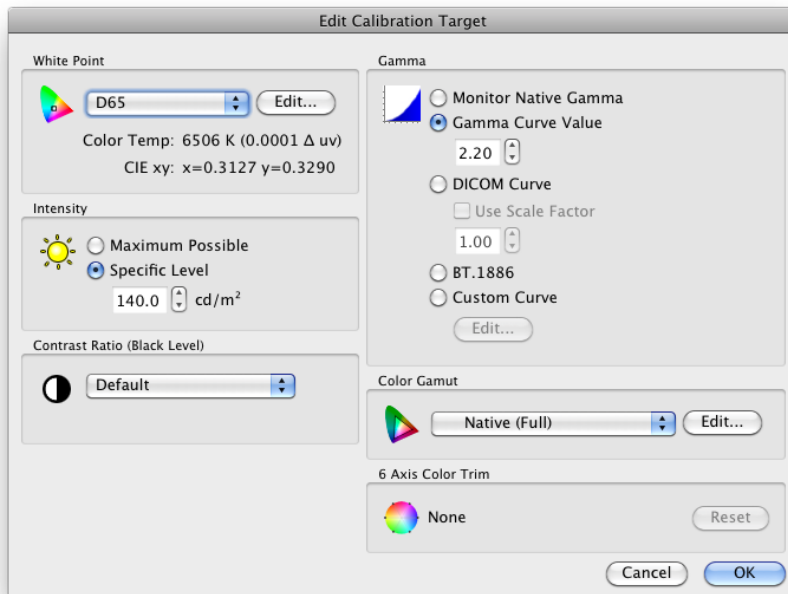 Edit Calibration Target
White Point
D65
Edit...
Color Temp: 6506 K (0.0001 Δ uv)
CIE xy: x=0.3127 y=0.3290
Intensity
Maximum Possible
Specific Level
140.0 cd/m²
Contrast Ratio (Black Level)
Default
Gamma
Monitor Native Gamma
Gamma Curve Value
2.20
DICOM Curve
Use Scale Factor
1.00
BT.1886
Custom Curve
Edit...
Color Gamut
Native (Full)
Edit...
6 Axis Color Trim
None
Reset
Cancel
OK